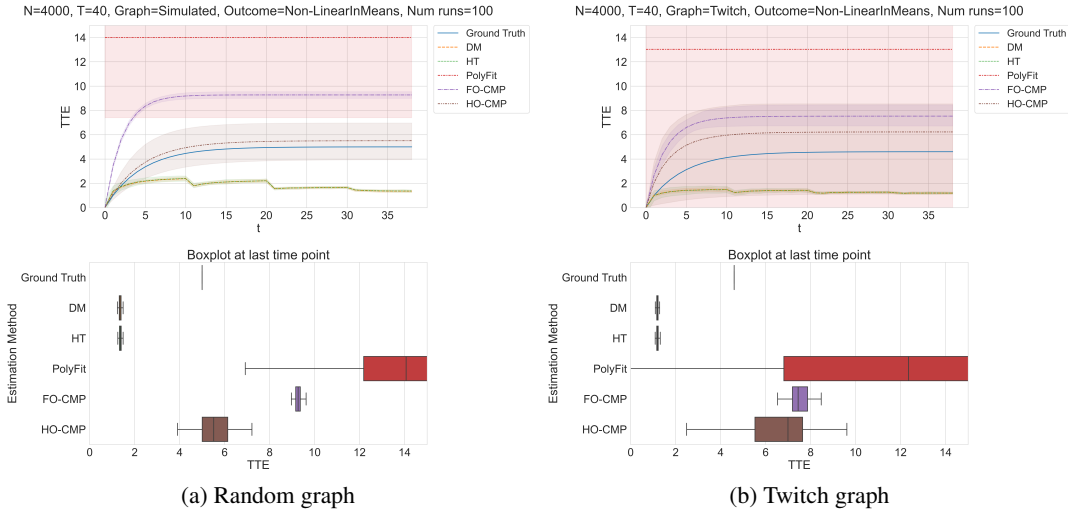 N=4000, T=40, Graph=Simulated, Outcome=Non-LinearInMeans, Num runs=100
14
12
10
8
6
4
2
0
TTE
0 5 10 15 20 25 30 35
t
Ground Truth
DM
HT
PolyFit
FO-CMP
HO-CMP
Boxplot at last time point
Estimation Method
Ground Truth
DM
HT
PolyFit
FO-CMP
HO-CMP
0 2 4 6 8 10 12 14
TTE
(a) Random graph
N=4000, T=40, Graph=Twitch, Outcome=Non-LinearInMeans, Num runs=100
14
12
10
8
6
4
2
0
TTE
0 5 10 15 20 25 30 35
t
Ground Truth
DM
HT
PolyFit
FO-CMP
HO-CMP
Boxplot at last time point
Estimation Method
Ground Truth
DM
HT
PolyFit
FO-CMP
HO-CMP
0 2 4 6 8 10 12 14
TTE
(b) Twitch graph